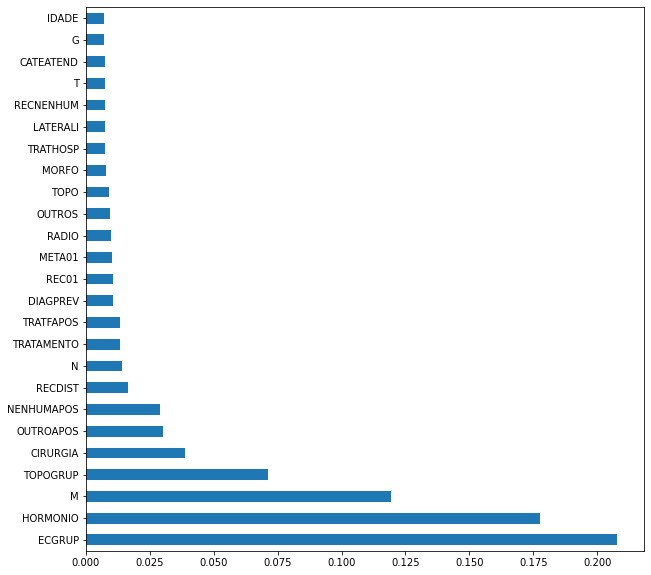 IDADE
G
CATEATEND
T
RECNENHUM
LATERALI
TRATHOSP
MORFO
TOPO
OUTROS
RADIO
META01
REC01
DIAGPREV
TRATFAPOS
TRATAMENTO
N
RECDIST
NENHUMAPOS
OUTROAPOS
CIRURGIA
TOPOGRUP
M
HORMONIO
ECGRUP
0.000 0.025 0.050 0.075 0.100 0.125 0.150 0.175 0.200